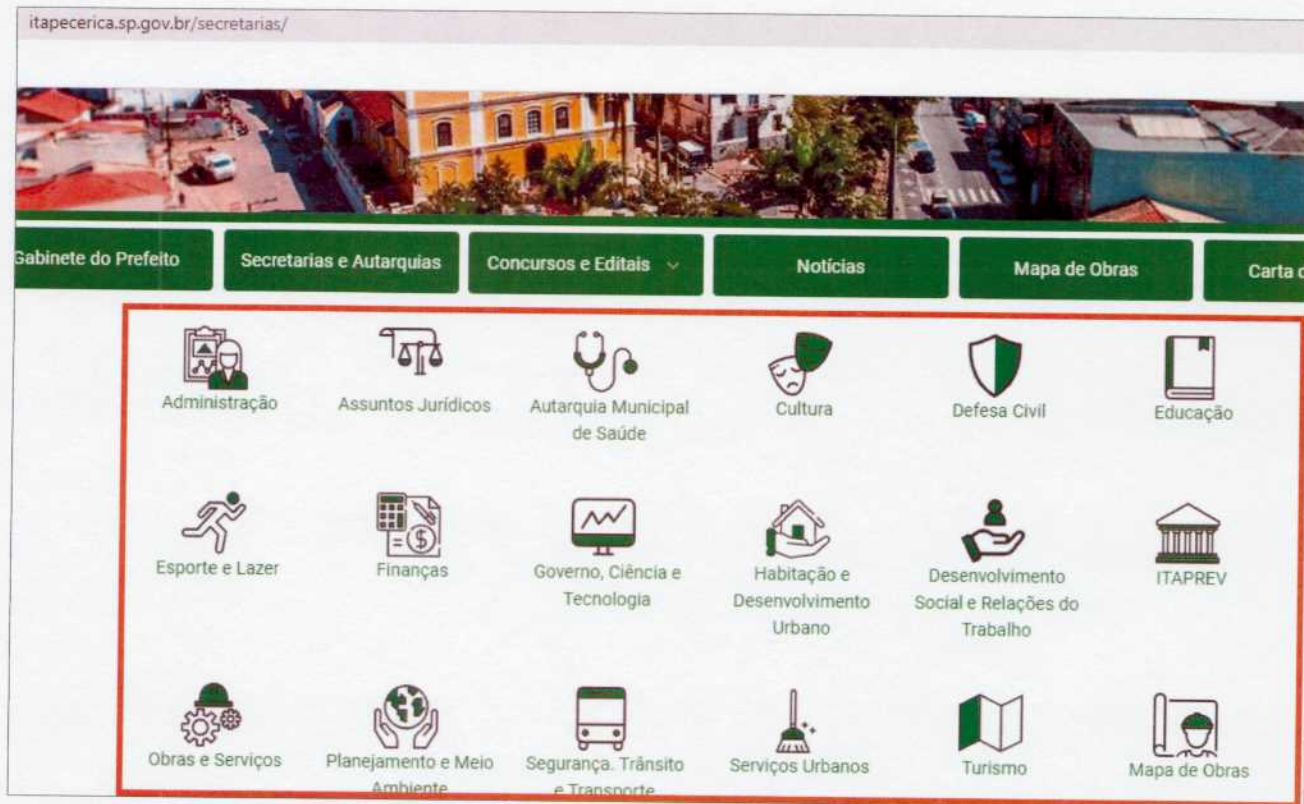 itapecerica.sp.gov.br/secretarias/
Gabinete do Prefeito
Secretarias e Autarquias
Concursos e Editais
Notícias
Mapa de Obras
Carta
Administração
Assuntos Jurídicos
Autarquia Municipal
de Saúde
Cultura
Defesa Civil
Educação
Esporte e Lazer
Finanças
Governo, Ciência e
Tecnologia
Habitação e
Desenvolvimento
Urbano
Desenvolvimento
Social e Relações do
Trabalho
ITAPREV
Obras e Serviços
Planejamento e Meio
Ambiente
Segurança. Trânsito
e Transporte
Serviços Urbanos
Turismo
Mapa de Obras